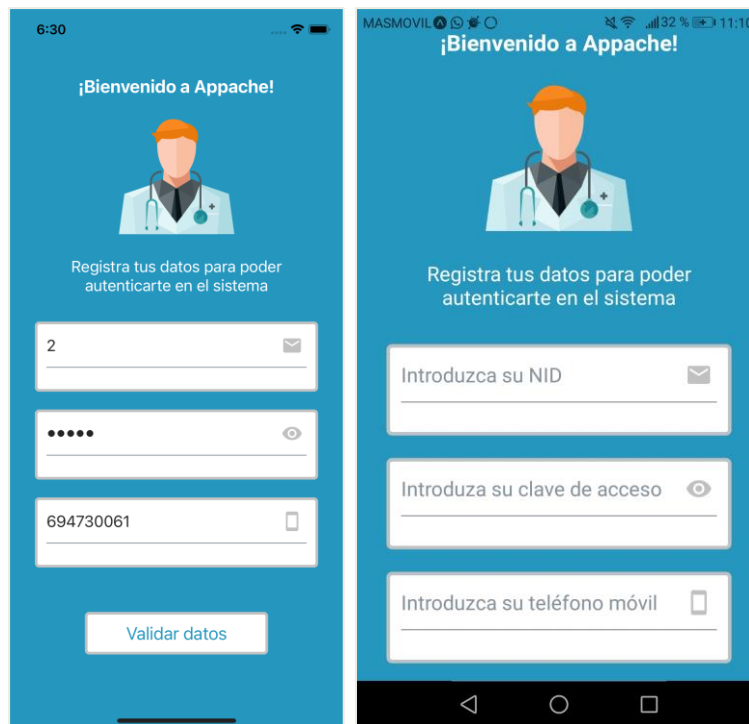 6:30
¡Bienvenido a Appache!
Registra tus datos para poder
autenticarte en el sistema
2
•••••
694730061
Validar datos
MASMOVIL 32 % 11:10
¡Bienvenido a Appache!
Registra tus datos para poder
autenticarte en el sistema
Introduzca su NID
Introduza su clave de acceso
Introduzca su teléfono móvil